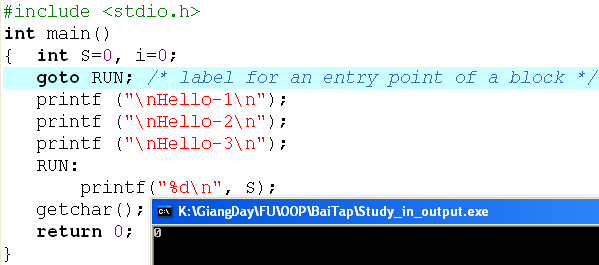 #include <stdio.h>
int main()
{  int S=0, i=0;
   goto RUN; /* label for an entry point of a block */
   printf ("\nHello-1\n");
   printf ("\nHello-2\n");
   printf ("\nHello-3\n");
   RUN:
       printf("%d\n", S);
   getchar();
K:\GiangDay\FU\OOP\BaiTap\Study_in_output.exe
   return 0;
0
}